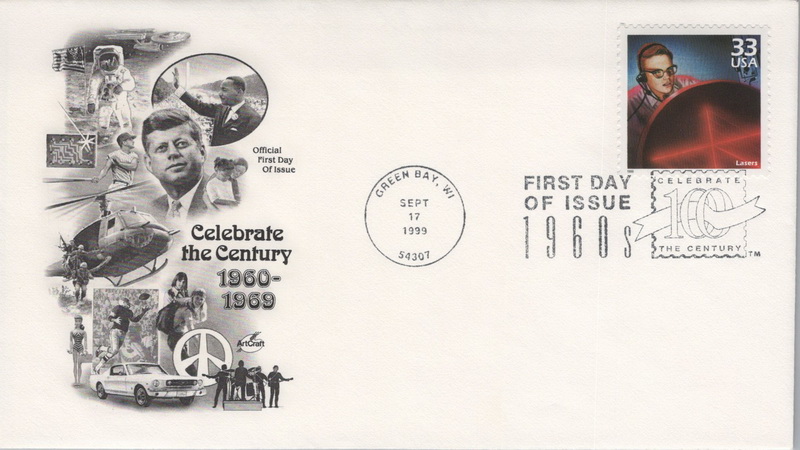 Official
First Day
Of Issue
Celebrate
the Century
1960-
1969
ArtCraft
GREEN BAY, WI
SEPT
17
1999
54307
FIRST DAY
OF ISSUE
1960s
33
USA
Lasers
CELEBRATE
100
THE CENTURY
TM